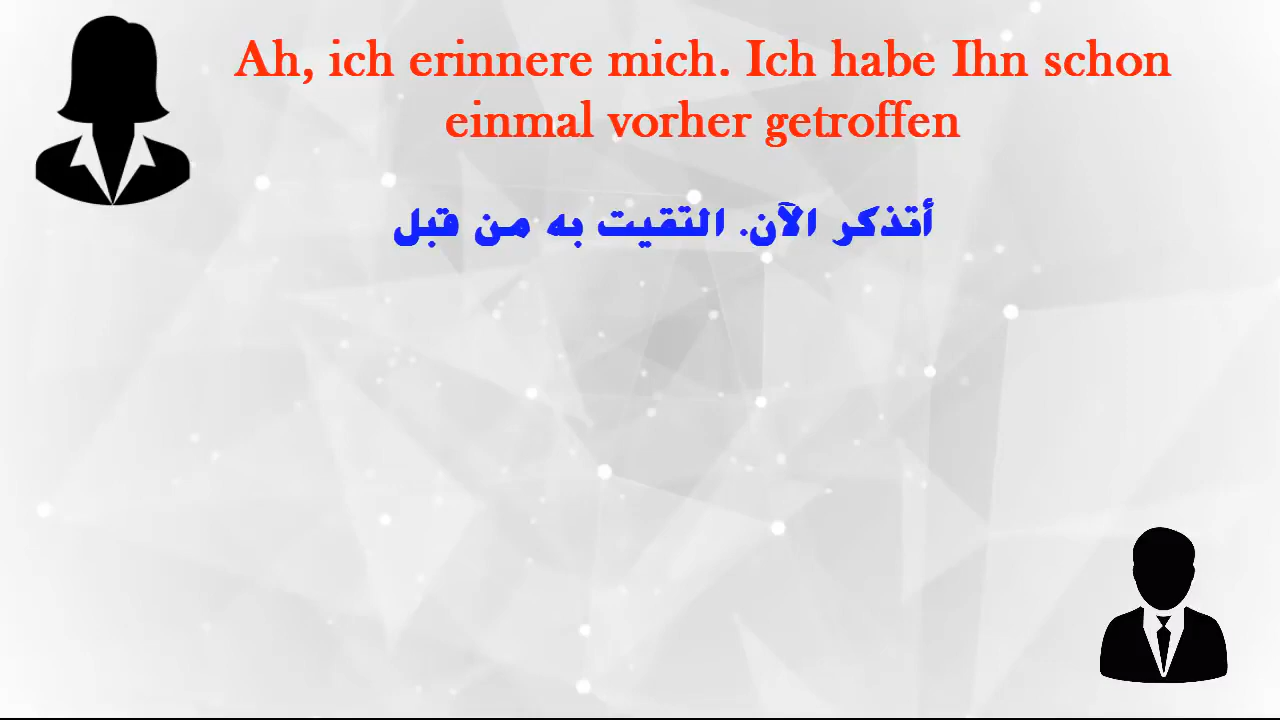 Ah, ich erinnere mich. Ich habe Ihn schon
einmal vorher getroffen
أتذكر الآن. التقيت به من قبل